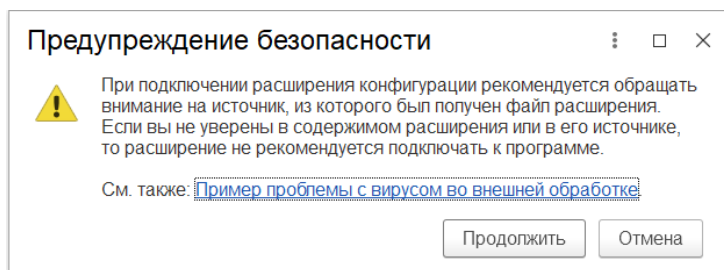 Предупреждение безопасности
При подключении расширения конфигурации рекомендуется обращать
внимание на источник, из которого был получен файл расширения.
Если вы не уверены в содержимом расширения или в его источнике,
то расширение не рекомендуется подключать к программе.
См. также: Пример проблемы с вирусом во внешней обработке.
Продолжить
Отмена